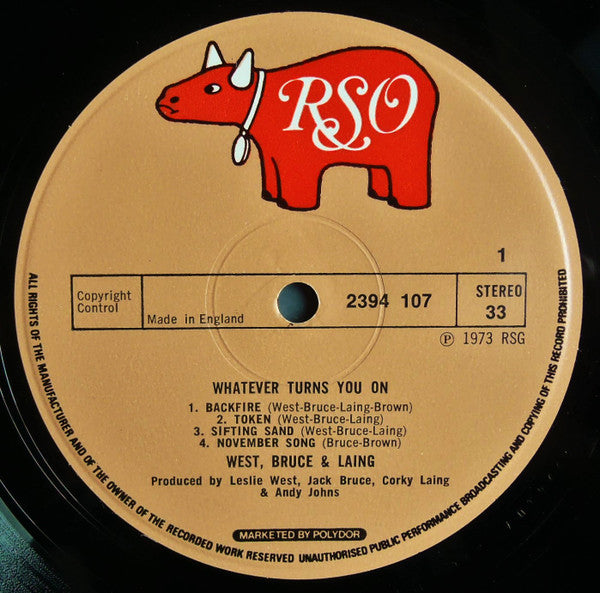 RSO
1
Copyright
Control
Made in England
2394 107
STEREO
33
Ⓟ 1973 RSG
WHATEVER TURNS YOU ON
1. BACKFIRE (West-Bruce-Laing-Brown)
2. TOKEN (West-Bruce-Laing)
3. SIFTING SAND (West-Bruce-Laing)
4. NOVEMBER SONG (Bruce-Brown)
WEST, BRUCE & LAING
Produced by Leslie West, Jack Bruce, Corky Laing
& Andy Johns
MARKETED BY POLYDOR
ALL RIGHTS OF THE MANUFACTURER AND OF THE OWNER OF THE RECORDED WORK RESERVED UNAUTHORISED PUBLIC PERFORMANCE BROADCASTING AND COPYING OF THIS RECORD PROHIBITED